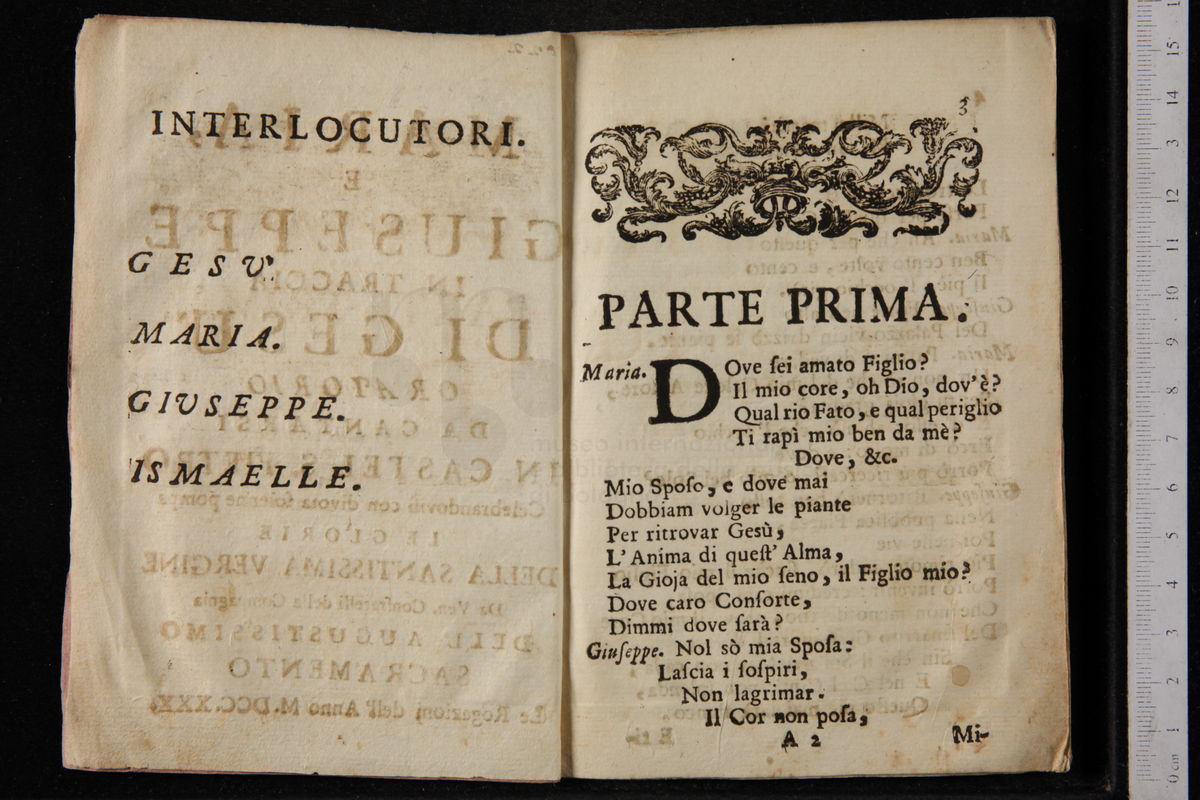 INTERLOCUTORI.
GESU'.
MARIA.
GIUSEPPE.
ISMAELLE.
3
PARTE PRIMA.
Maria. DOve ſei amato Figlio?
Il mio core, oh Dio, dov'è?
Qual rio Fato, e qual periglio
Ti rapì mio ben da mè?
Dove, &c.
Mio Spoſo, e dove mai
Dobbiam volger le piante
Per ritrovar Gesù,
L'Anima di queſt' Alma,
La Gioja del mio ſeno, il Figlio mio?
Dove caro Conſorte,
Dimmi dove ſarà?
Giuſeppe. Nol sò mia Spoſa:
Laſcia i ſoſpiri,
Non lagrimar.
Il Cor non poſa,
A 2
Mi-